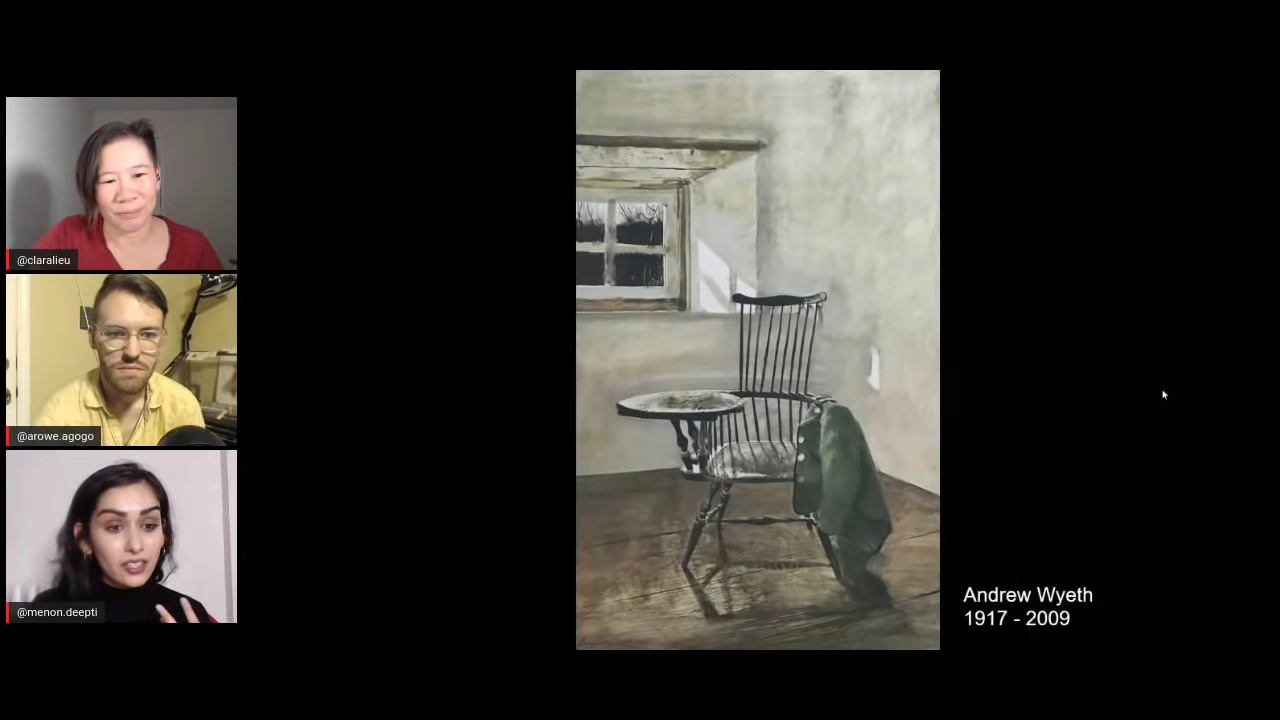 @claralieu
@arowe.agogo
@menon.deepti
Andrew Wyeth
1917 - 2009